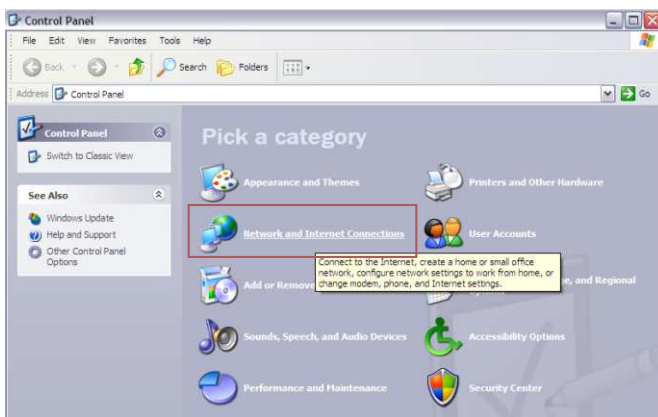 Control Panel
File Edit View Favorites Tools Help
Back Search Folders
Address Control Panel Go
Control Panel
Switch to Classic View
See Also
Windows Update
Help and Support
Other Control Panel
Options
Pick a category
Appearance and Themes
Printers and Other Hardware
Network and Internet Connections
User Accounts
Connect to the Internet, create a home or small office
network, configure network settings to work from home, or
change modem, phone, and Internet settings.
Add or Remove
, and Regional
Sounds, Speech, and Audio Devices
Accessibility Options
Performance and Maintenance
Security Center